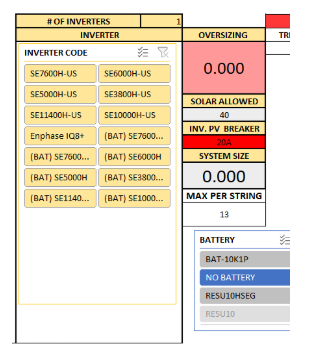 # OF INVERTERS 1
INVERTER OVERSIZING
INVERTER CODE
SE7600H-US SE6000H-US
SE5000H-US SE3800H-US
SE11400H-US SE10000H-US
Enphase IQ8+ (BAT) SE7600...
(BAT) SE7600... (BAT) SE6000H
(BAT) SE5000H (BAT) SE3800...
(BAT) SE1140... (BAT) SE1000...
0.000
SOLAR ALLOWED
40
INV. PV BREAKER
20A
SYSTEM SIZE
0.000
MAX PER STRING
13
BATTERY
BAT-10K1P
NO BATTERY
RESU10HSEG
RESU10